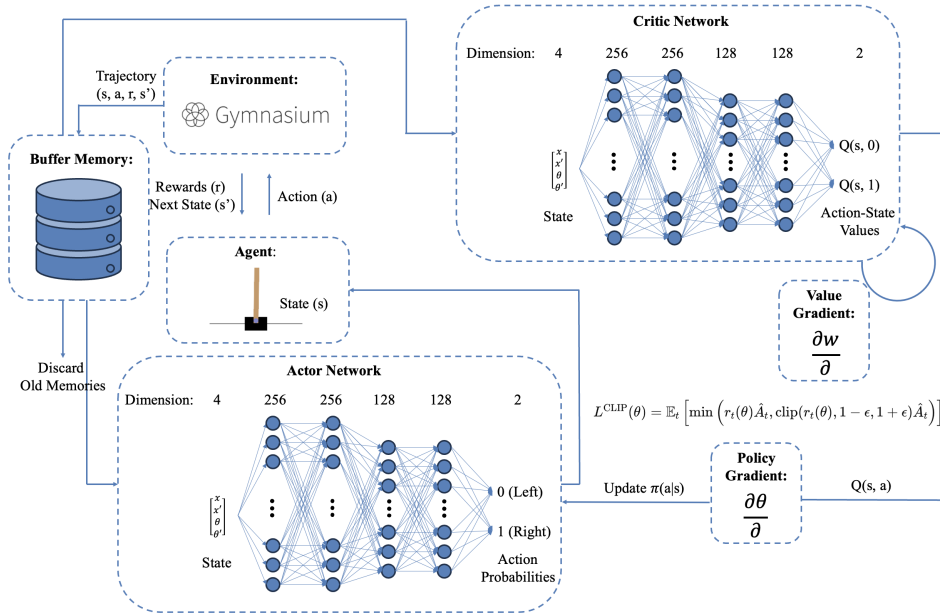 Critic Network
Dimension: 4 256 256 128 128 2
Trajectory
(s, a, r, s’)
Environment:
Gymnasium
Buffer Memory:
Rewards (r)
Next State (s’)
Action (a)
x
x'
θ
θ'
State
Q(s, 0)
Q(s, 1)
Action-State
Values
Agent:
State (s)
Value
Gradient:
∂w
∂
Discard
Old Memories
Actor Network
Dimension: 4 256 256 128 128 2
x
x'
θ
θ'
State
0 (Left)
1 (Right)
Action
Probabilities
L^CLIP(θ) = 𝔼_t [min (r_t(θ)Â_t, clip(r_t(θ), 1 − ϵ, 1 + ϵ)Â_t)]
Policy
Gradient:
∂θ
∂
Update π(a|s)
Q(s, a)